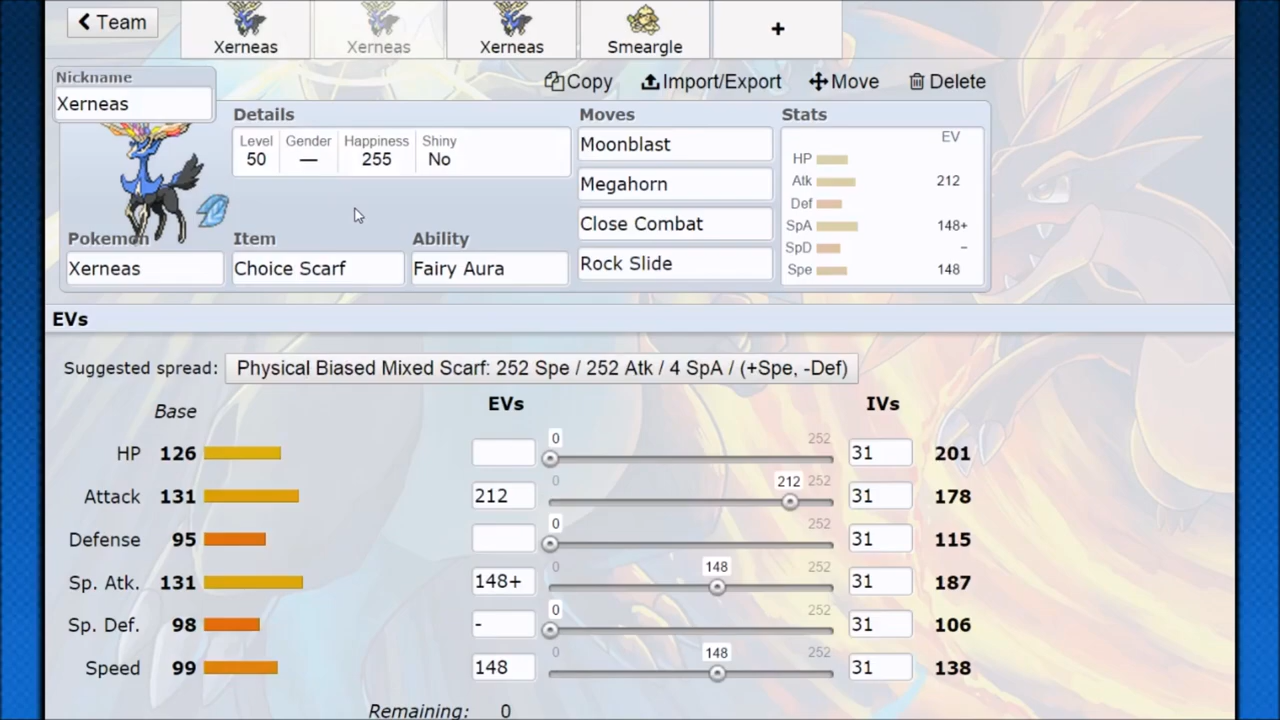 Team
Xerneas
Xerneas
Xerneas
Smeargle
+
Copy
Import/Export
Move
Delete
Nickname
Xerneas
Details
Level Gender Happiness Shiny
50 — 255 No
Pokemon
Xerneas
Item
Choice Scarf
Ability
Fairy Aura
Moves
Moonblast
Megahorn
Close Combat
Rock Slide
Stats
EV
HP
Atk 212
Def
SpA 148+
SpD –
Spe 148
EVs
Suggested spread: Physical Biased Mixed Scarf: 252 Spe / 252 Atk / 4 SpA / (+Spe, -Def)
Base EVs IVs
HP 126 0 252 31 201
Attack 131 212 0 212 252 31 178
Defense 95 0 252 31 115
Sp. Atk. 131 148+ 0 148 252 31 187
Sp. Def. 98 - 0 252 31 106
Speed 99 148 0 148 252 31 138
Remaining: 0